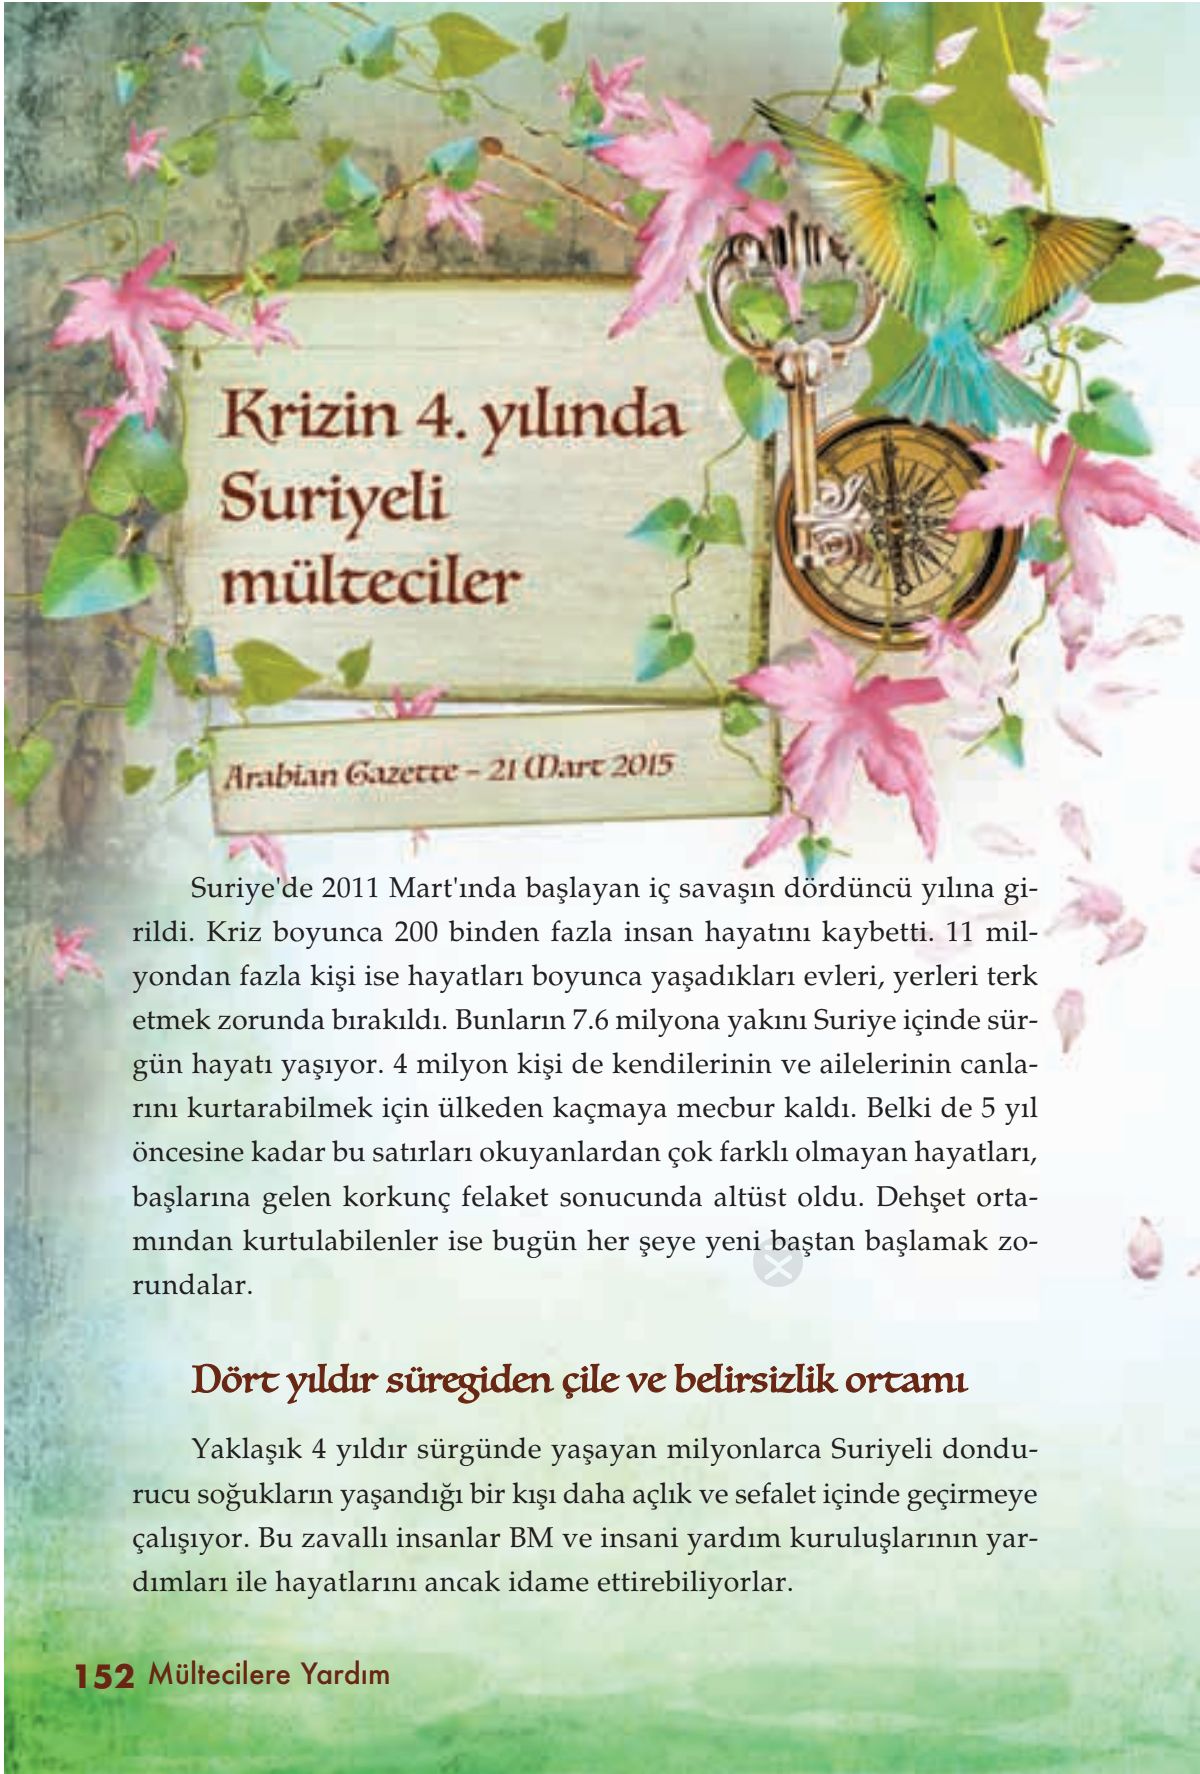 Krizin 4. yılında
Suriyeli
mülteciler
Arabian Gazette – 21 Mart 2015
Suriye'de 2011 Mart'ında başlayan iç savaşın dördüncü yılına gi-
rildi. Kriz boyunca 200 binden fazla insan hayatını kaybetti. 11 mil-
yondan fazla kişi ise hayatları boyunca yaşadıkları evleri, yerleri terk
etmek zorunda bırakıldı. Bunların 7.6 milyona yakını Suriye içinde sür-
gün hayatı yaşıyor. 4 milyon kişi de kendilerinin ve ailelerinin canla-
rını kurtarabilmek için ülkeden kaçmaya mecbur kaldı. Belki de 5 yıl
öncesine kadar bu satırları okuyanlardan çok farklı olmayan hayatları,
başlarına gelen korkunç felaket sonucunda altüst oldu. Dehşet orta-
mından kurtulabilenler ise bugün her şeye yeni baştan başlamak zo-
rundalar.
Dört yıldır süregiden çile ve belirsizlik ortamı
Yaklaşık 4 yıldır sürgünde yaşayan milyonlarca Suriyeli dondu-
rucu soğukların yaşandığı bir kışı daha açlık ve sefalet içinde geçirmeye
çalışıyor. Bu zavallı insanlar BM ve insani yardım kuruluşlarının yar-
dımları ile hayatlarını ancak idame ettirebiliyorlar.
152 Mültecilere Yardım